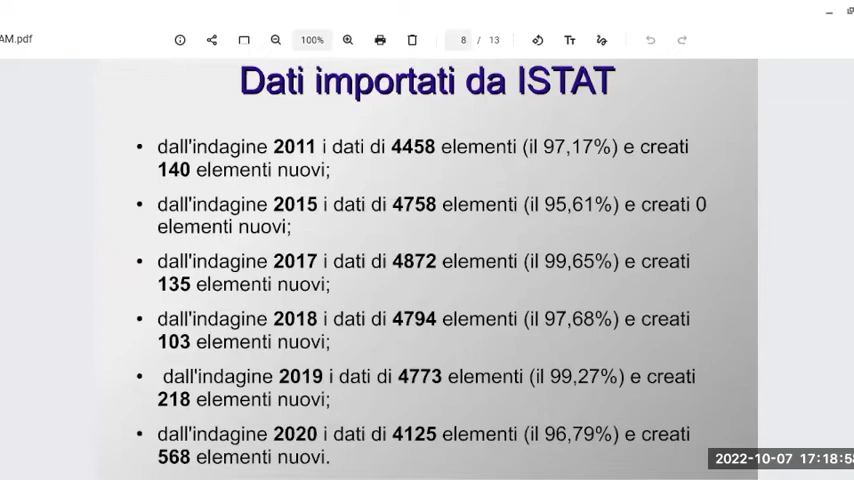 AM.pdf
100%
8 / 13
Dati importati da ISTAT
• dall'indagine 2011 i dati di 4458 elementi (il 97,17%) e creati
140 elementi nuovi;
• dall'indagine 2015 i dati di 4758 elementi (il 95,61%) e creati 0
elementi nuovi;
• dall'indagine 2017 i dati di 4872 elementi (il 99,65%) e creati
135 elementi nuovi;
• dall'indagine 2018 i dati di 4794 elementi (il 97,68%) e creati
103 elementi nuovi;
• dall'indagine 2019 i dati di 4773 elementi (il 99,27%) e creati
218 elementi nuovi;
• dall'indagine 2020 i dati di 4125 elementi (il 96,79%) e creati
568 elementi nuovi.
2022-10-07 17:18:58